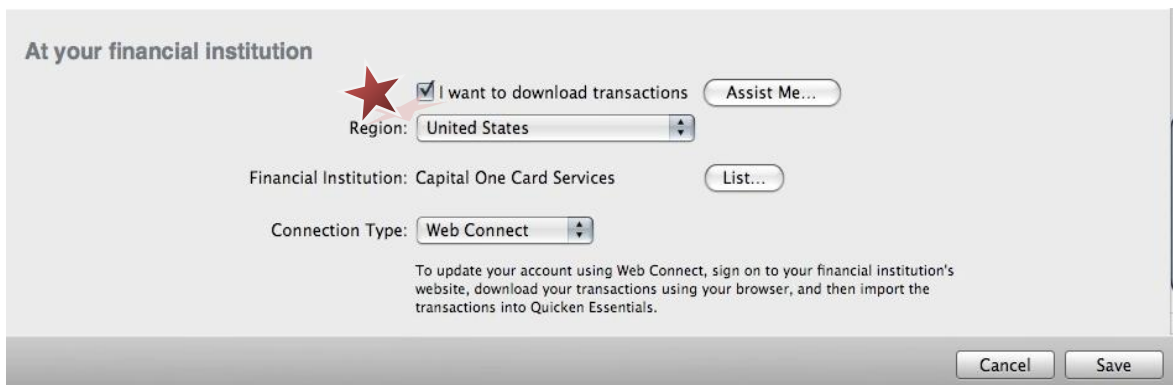 At your financial institution
I want to download transactions Assist Me...
Region: United States
Financial Institution: Capital One Card Services List...
Connection Type: Web Connect
To update your account using Web Connect, sign on to your financial institution's
website, download your transactions using your browser, and then import the
transactions into Quicken Essentials.
Cancel Save